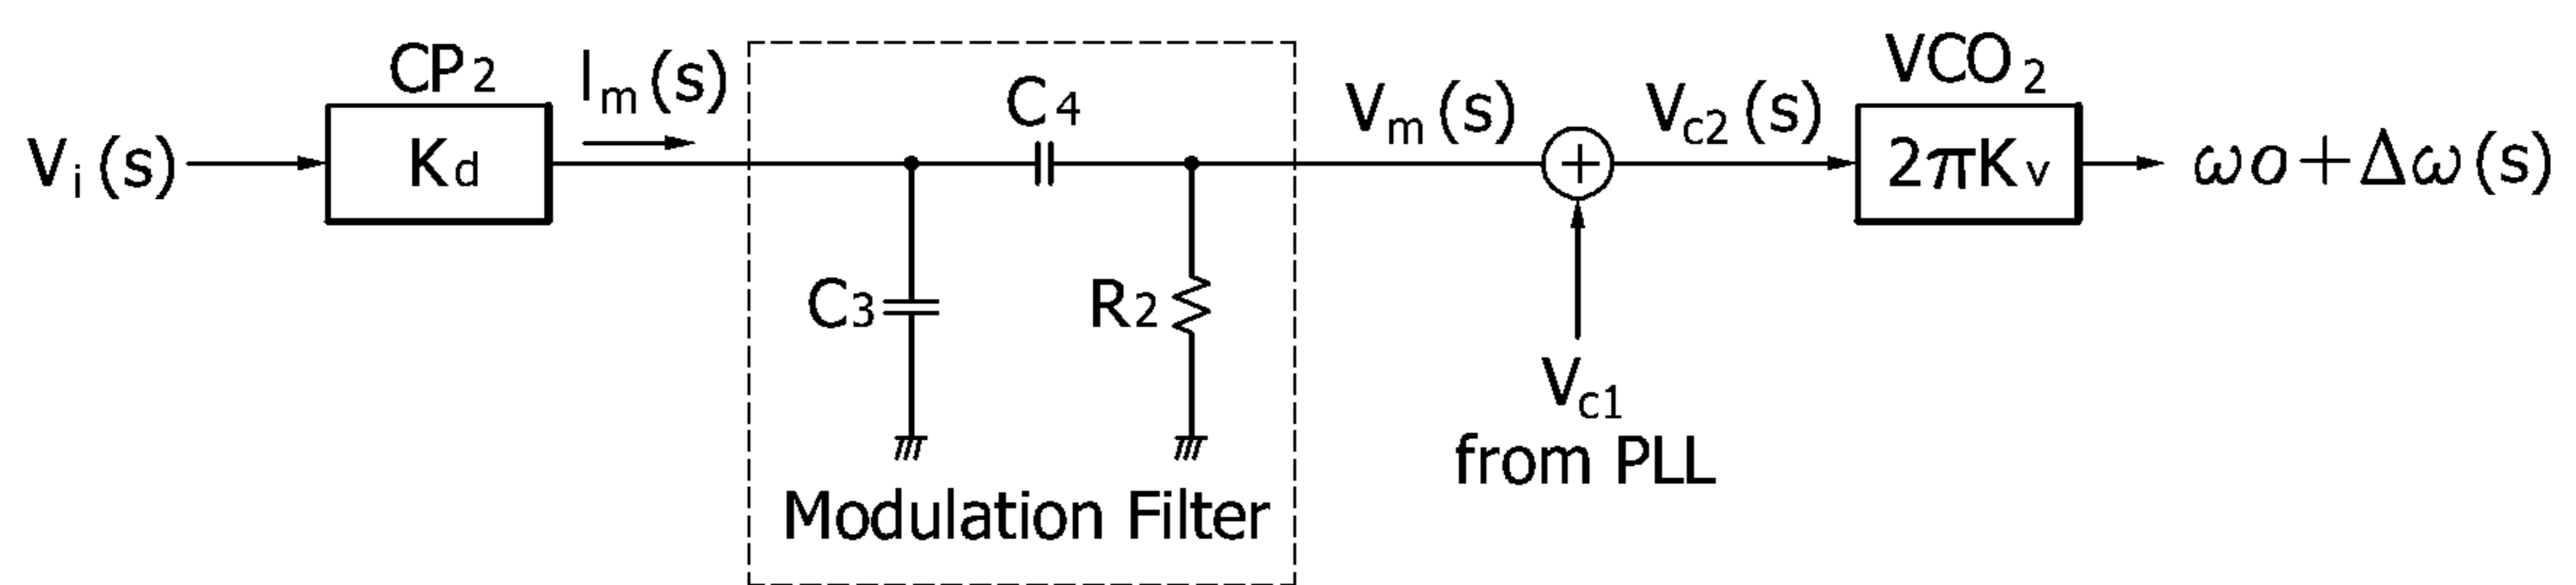 CP2
Im(s)
VCO2
C4
Vm(s)
Vc2(s)
Vi(s)
Kd
+
2πKv
ωo+Δω(s)
C3
R2
Vc1
from PLL
Modulation Filter